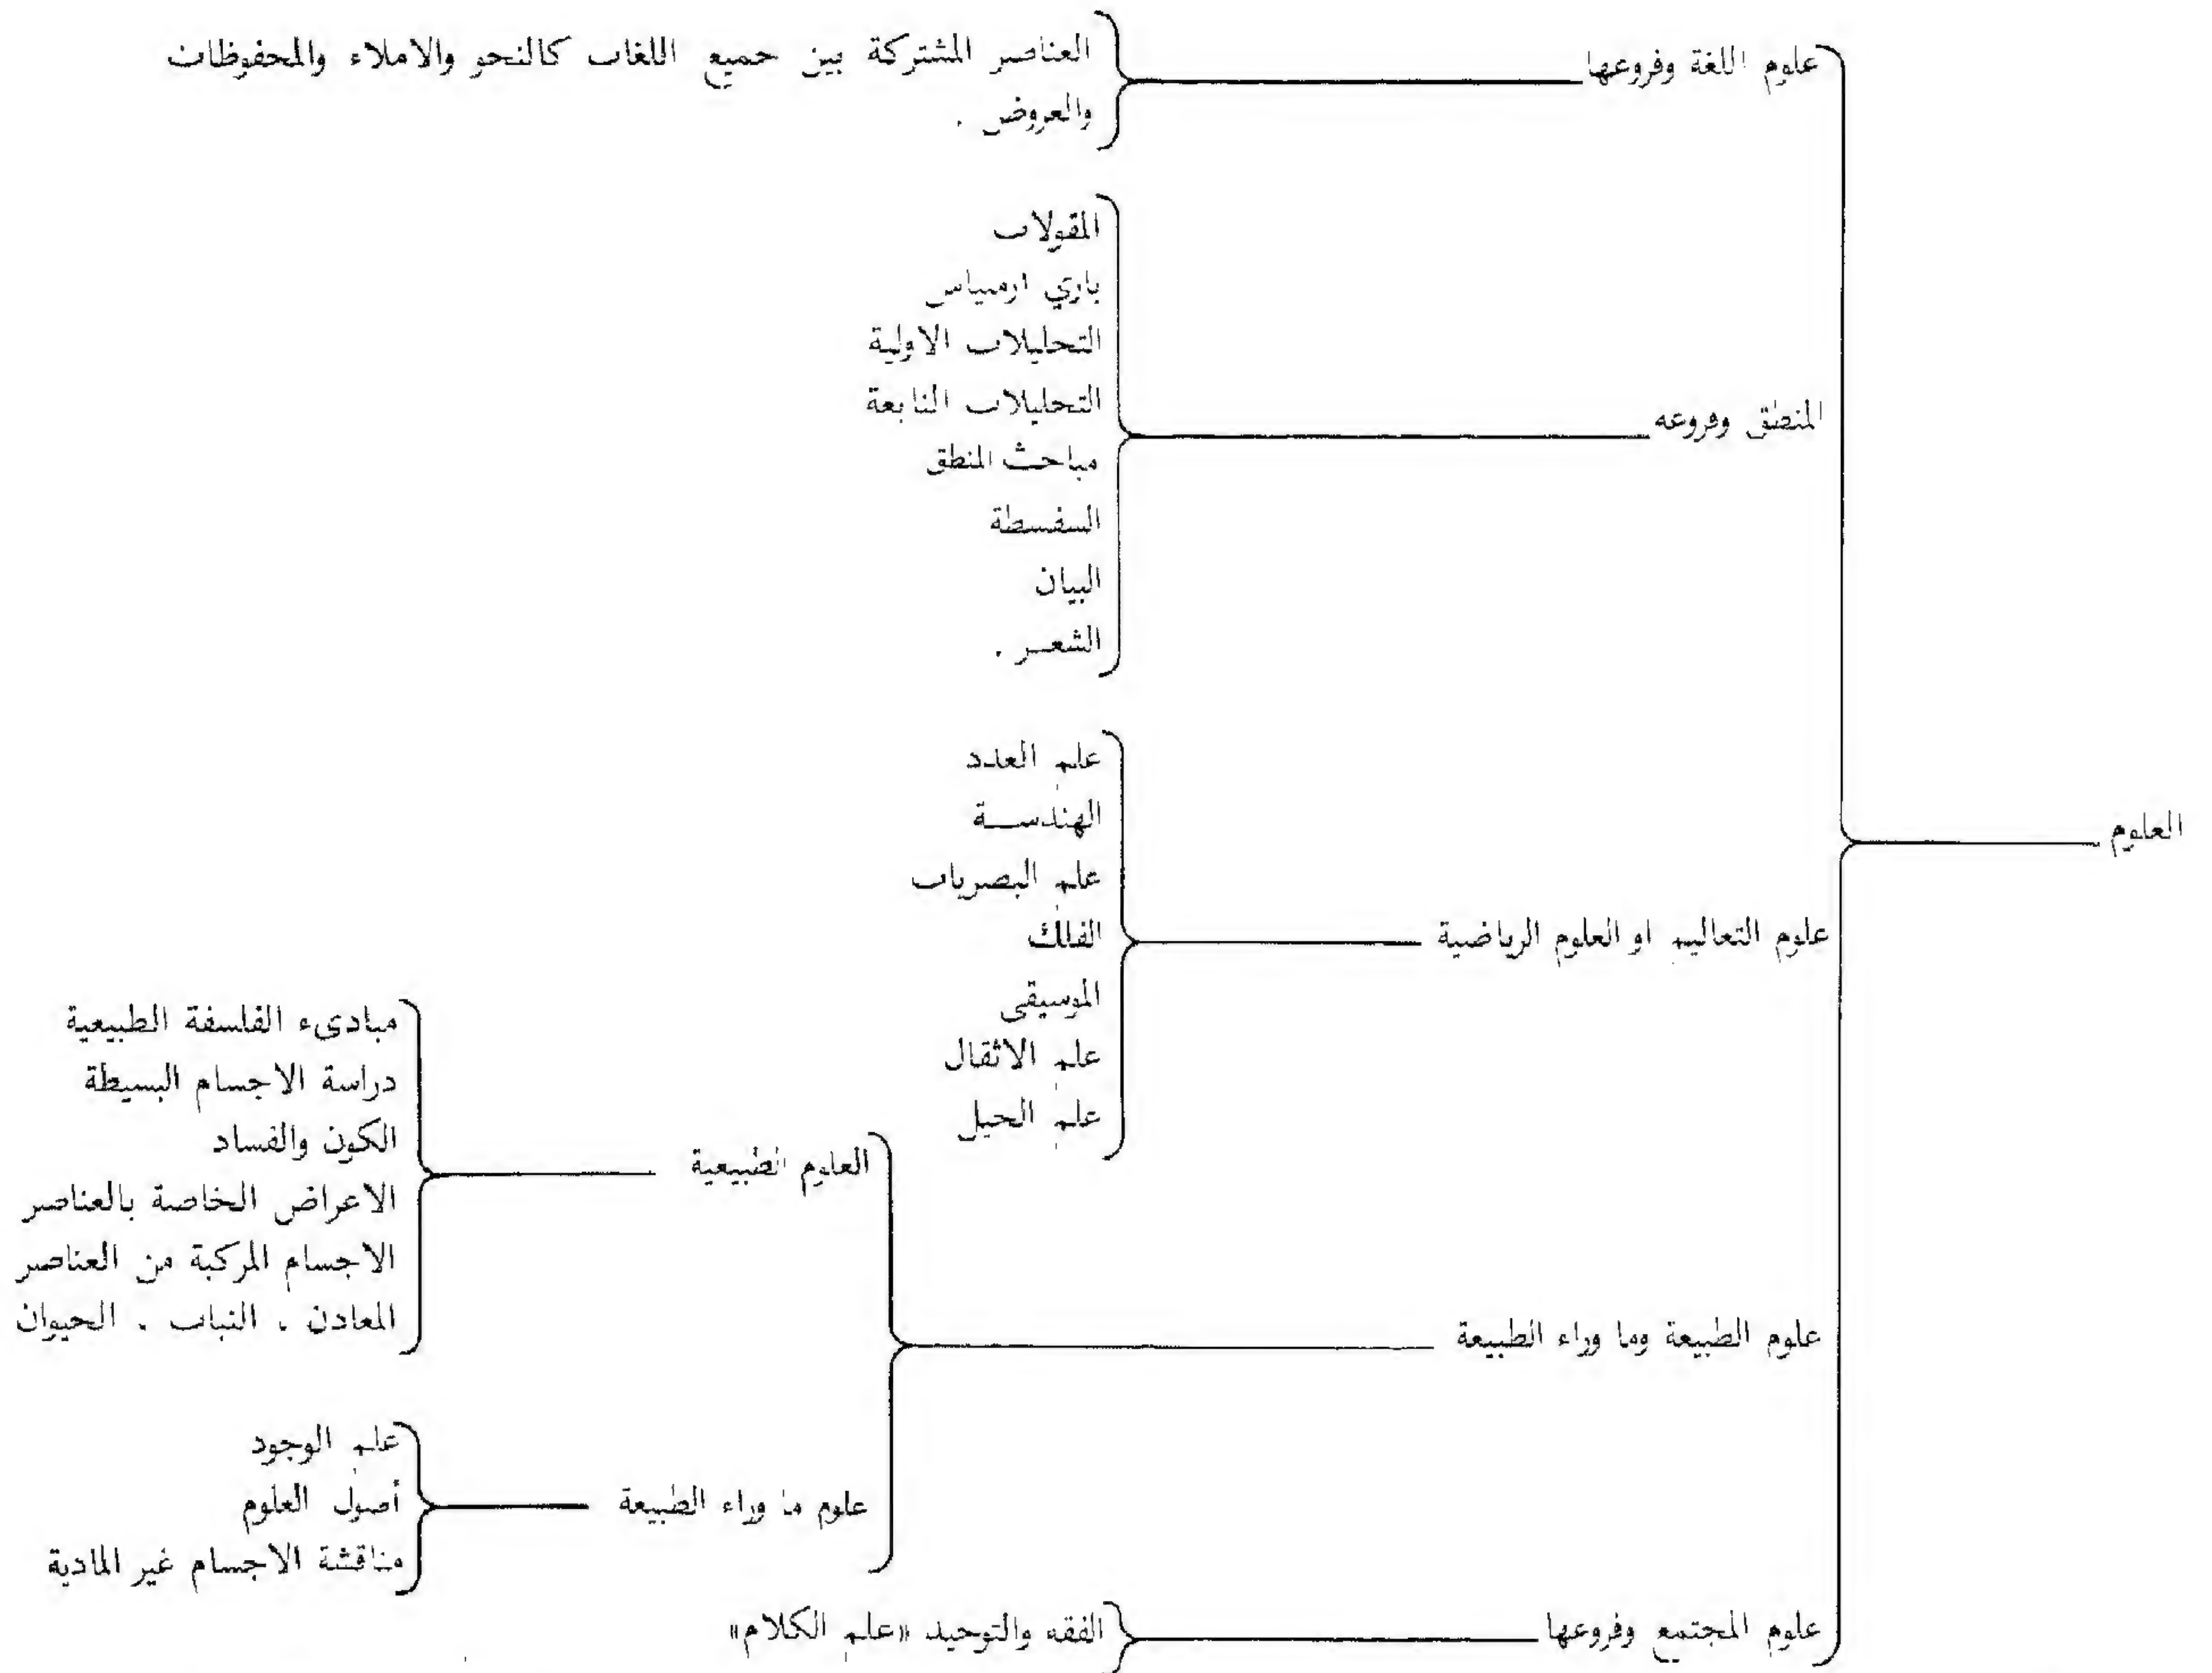 العلوم
علوم اللغة وفروعها
العناصر المشتركة بين جميع اللغات كالنحو والاملاء والمحفوظات
والعروض .
المنطق وفروعه
المقولات
باري ارمنياس
التحليلات الاولية
التحليلات التابعة
مباحث المنطق
السفسطة
البيان
الشعر .
علوم التعاليم او العلوم الرياضية
علم العدد
الهندسة
علم البصريات
الفلك
الموسيقى
علم الاثقال
علم الحيل
علوم الطبيعة وما وراء الطبيعة
العلوم الطبيعية
مبادىء الفلسفة الطبيعية
دراسة الاجسام البسيطة
الكون والفساد
الاعراض الخاصة بالعناصر
الاجسام المركبة من العناصر
المعادن . النبات . الحيوان
علوم ما وراء الطبيعة
علم الوجود
أصول العلوم
مناقشة الاجسام غير المادية
علوم المجتمع وفروعها
الفقه والتوحيد «علم الكلام»